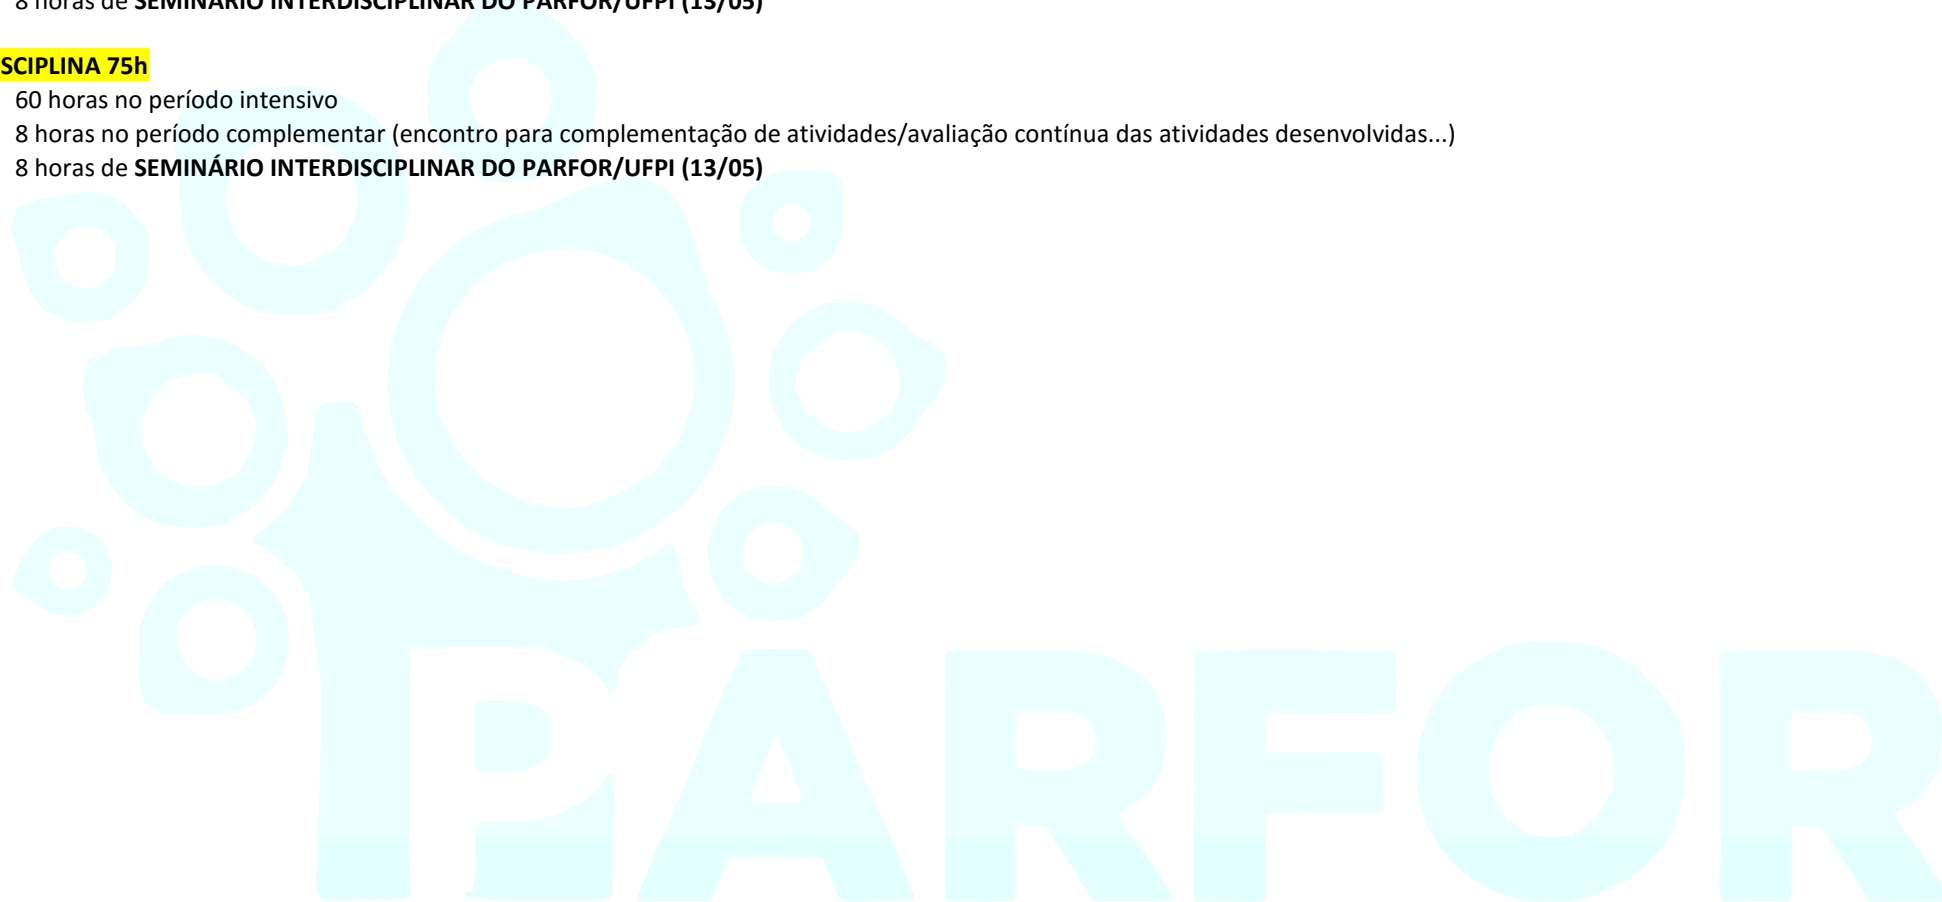 8 horas de SEMINÁRIO INTERDISCIPLINAR DO PARFOR/UFPI (13/05)
SCIPLINA 75h
60 horas no período intensivo
8 horas no período complementar (encontro para complementação de atividades/avaliação contínua das atividades desenvolvidas...)
8 horas de SEMINÁRIO INTERDISCIPLINAR DO PARFOR/UFPI (13/05)
PARFOR